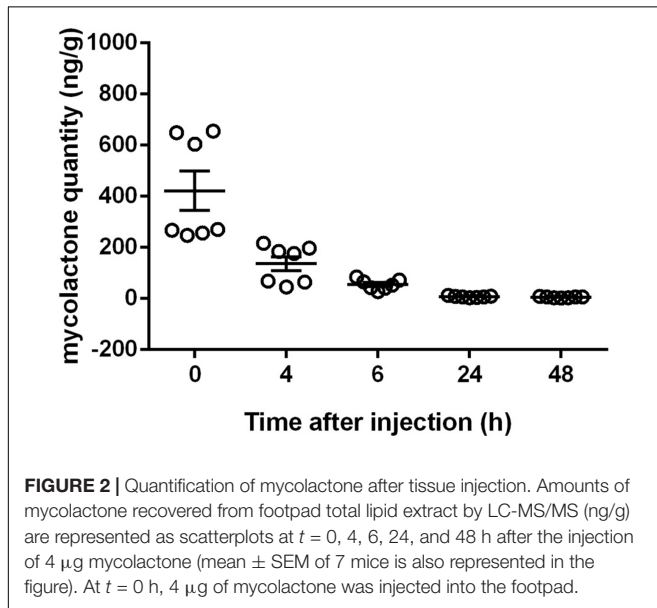 1000
800
600
400
200
0
-200
mycolactone quantity (ng/g)
0 4 6 24 48
Time after injection (h)
FIGURE 2 | Quantification of mycolactone after tissue injection. Amounts of
mycolactone recovered from footpad total lipid extract by LC-MS/MS (ng/g)
are represented as scatterplots at t = 0, 4, 6, 24, and 48 h after the injection
of 4 μg mycolactone (mean ± SEM of 7 mice is also represented in the
figure). At t = 0 h, 4 μg of mycolactone was injected into the footpad.